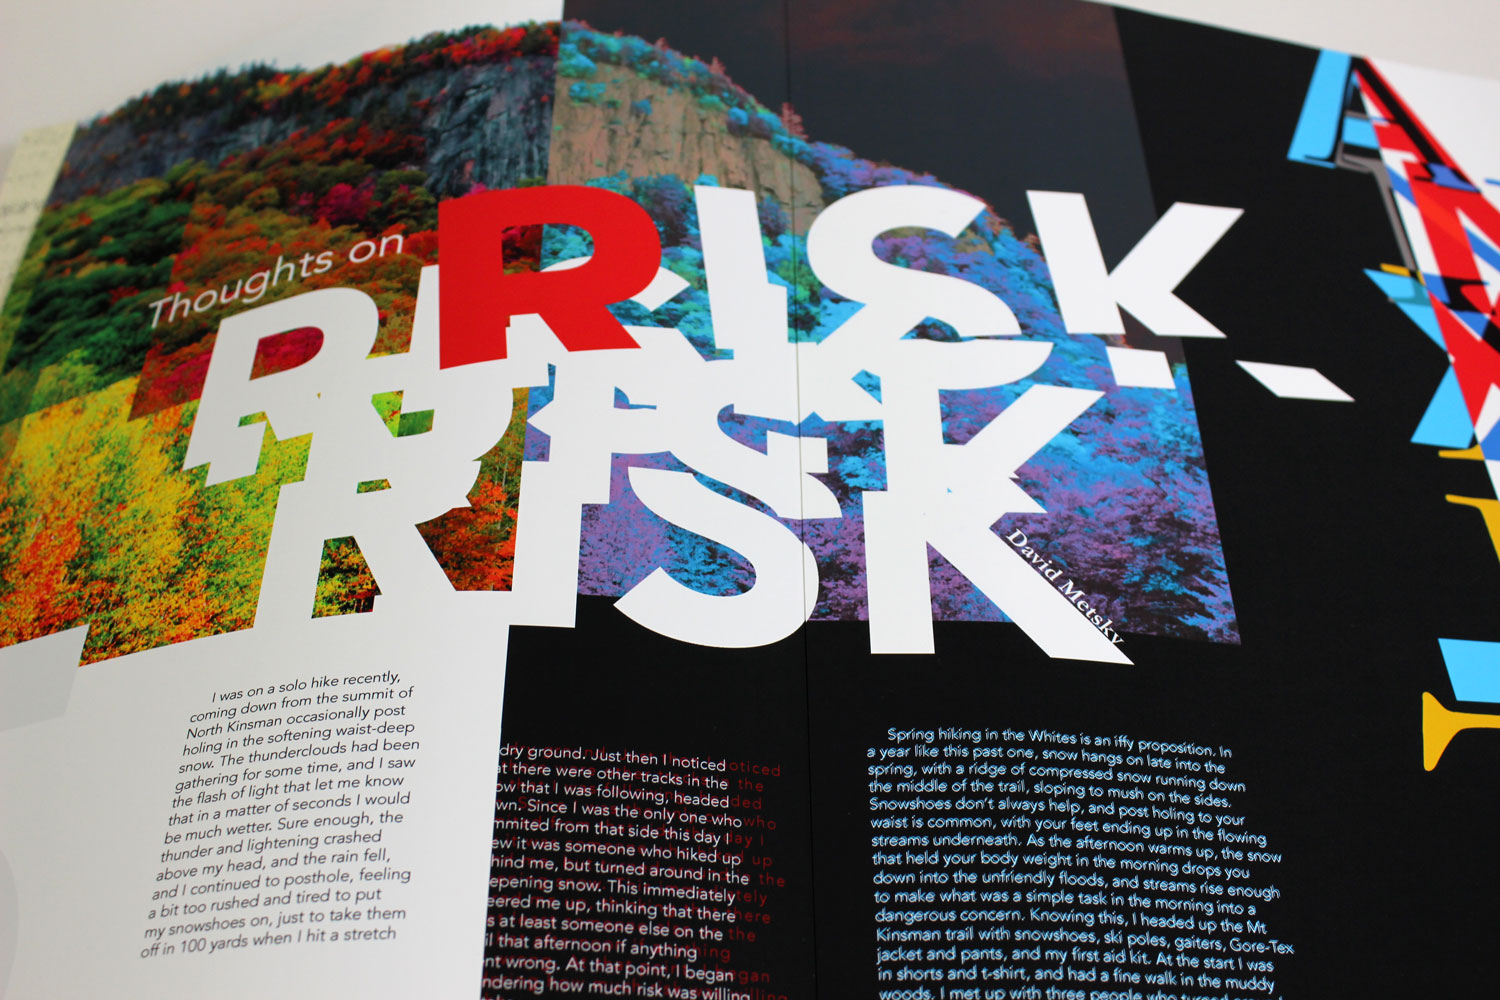 Thoughts on
RISK
RISK
RISK
David Metsky
I was on a solo hike recently,
coming down from the summit of
North Kinsman occasionally post
holing in the softening waist-deep
snow. The thunderclouds had been
gathering for some time, and I saw
the flash of light that let me know
that in a matter of seconds I would
be much wetter. Sure enough, the
thunder and lightening crashed
above my head, and the rain fell,
and I continued to posthole, feeling
a bit too rushed and tired to put
my snowshoes on, just to take them
off in 100 yards when I hit a stretch
dry ground. Just then I noticed
at there were other tracks in the
ow that I was following, headed
wn. Since I was the only one who
mmited from that side this day I
ew it was someone who hiked up
hind me, but turned around in the
epening snow. This immediately
eered me up, thinking that there
s at least someone else on the
il that afternoon if anything
nt wrong. At that point, I began
ndering how much risk was willing
Spring hiking in the Whites is an iffy proposition. In
a year like this past one, snow hangs on late into the
spring, with a ridge of compressed snow running down
the middle of the trail, sloping to mush on the sides.
Snowshoes don't always help, and post holing to your
waist is common, with your feet ending up in the flowing
streams underneath. As the afternoon warms up, the snow
that held your body weight in the morning drops you
down into the unfriendly floods, and streams rise enough
to make what was a simple task in the morning into a
dangerous concern. Knowing this, I headed up the Mt
Kinsman trail with snowshoes, ski poles, gaiters, Gore-Tex
jacket and pants, and my first aid kit. At the start I was
in shorts and t-shirt, and had a fine walk in the muddy
woods. I met up with three people who turned